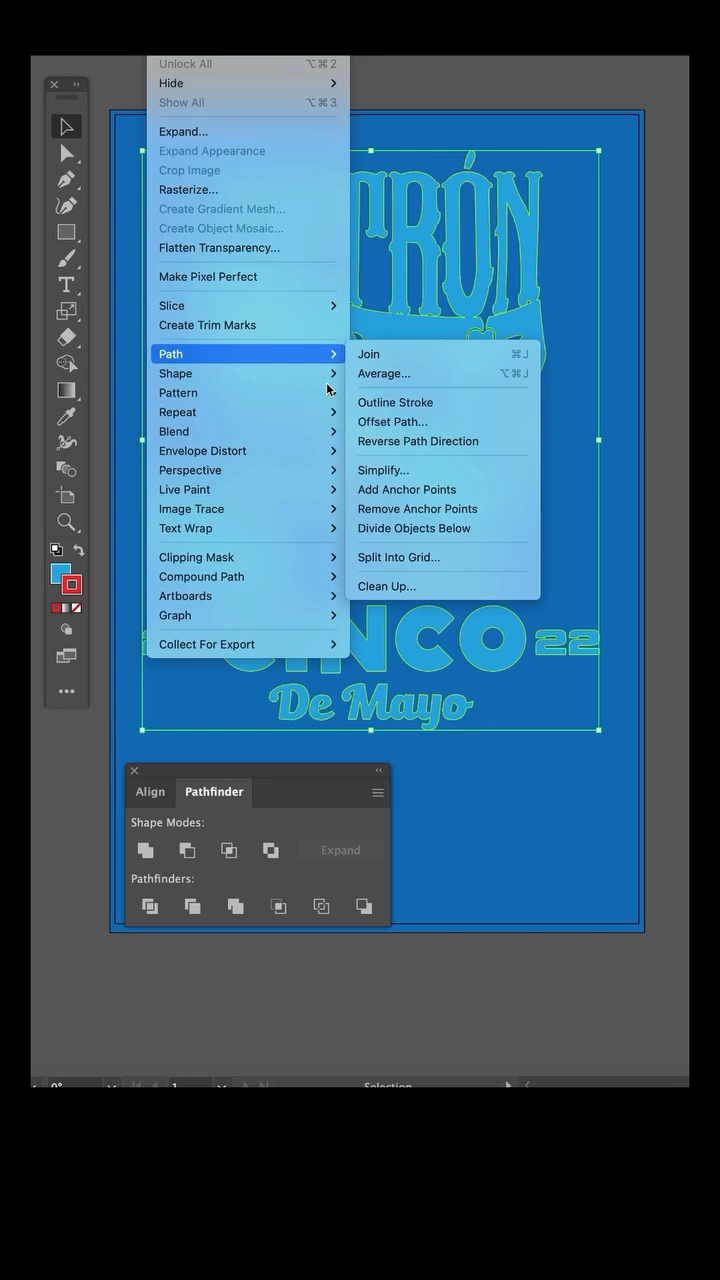 Unlock All ⌥⌘2
Hide
Show All ⌥⌘3
Expand...
Expand Appearance
Crop Image
Rasterize...
Create Gradient Mesh...
Create Object Mosaic...
Flatten Transparency...
Make Pixel Perfect
Slice
Create Trim Marks
Path
Shape
Pattern
Repeat
Blend
Envelope Distort
Perspective
Live Paint
Image Trace
Text Wrap
Clipping Mask
Compound Path
Artboards
Graph
Collect For Export
Join ⌘J
Average... ⌥⌘J
Outline Stroke
Offset Path...
Reverse Path Direction
Simplify...
Add Anchor Points
Remove Anchor Points
Divide Objects Below
Split Into Grid...
Clean Up...
TRÓN
CINCO 22
De Mayo
Align Pathfinder
Shape Modes:
Expand
Pathfinders:
0° 1 Selection